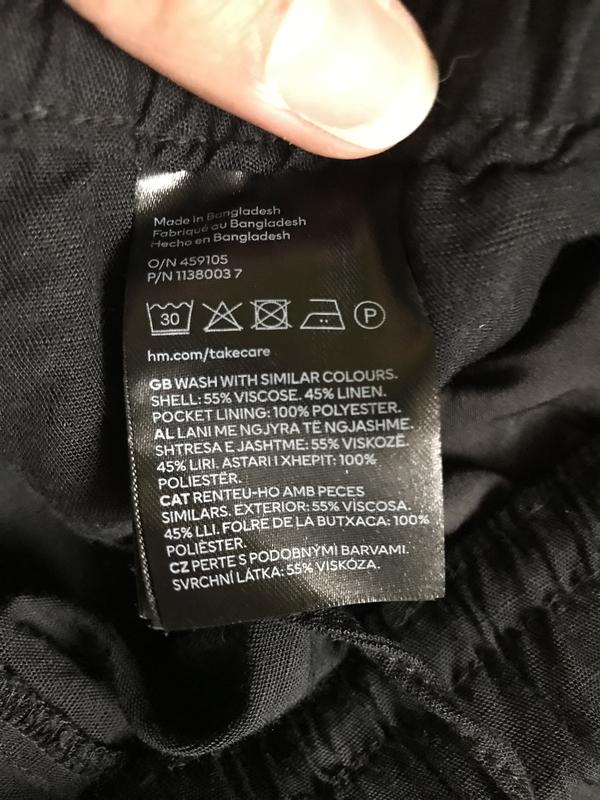 Made in Bangladesh
Fabriqué au Bangladesh
Hecho en Bangladesh
O/N 459105
P/N 1138003 7
30
P
hm.com/takecare
GB WASH WITH SIMILAR COLOURS.
SHELL: 55% VISCOSE. 45% LINEN.
POCKET LINING: 100% POLYESTER.
AL LANI ME NGJYRA TË NGJASHME.
SHTRESA E JASHTME: 55% VISKOZË.
45% LIRI. ASTARI I XHEPIT: 100%
POLIESTËR.
CAT RENTEU-HO AMB PECES
SIMILARS. EXTERIOR: 55% VISCOSA.
45% LLI. FOLRE DE LA BUTXACA: 100%
POLIÈSTER.
CZ PERTE S PODOBNÝMI BARVAMI.
SVRCHNÍ LÁTKA: 55% VISKÓZA.